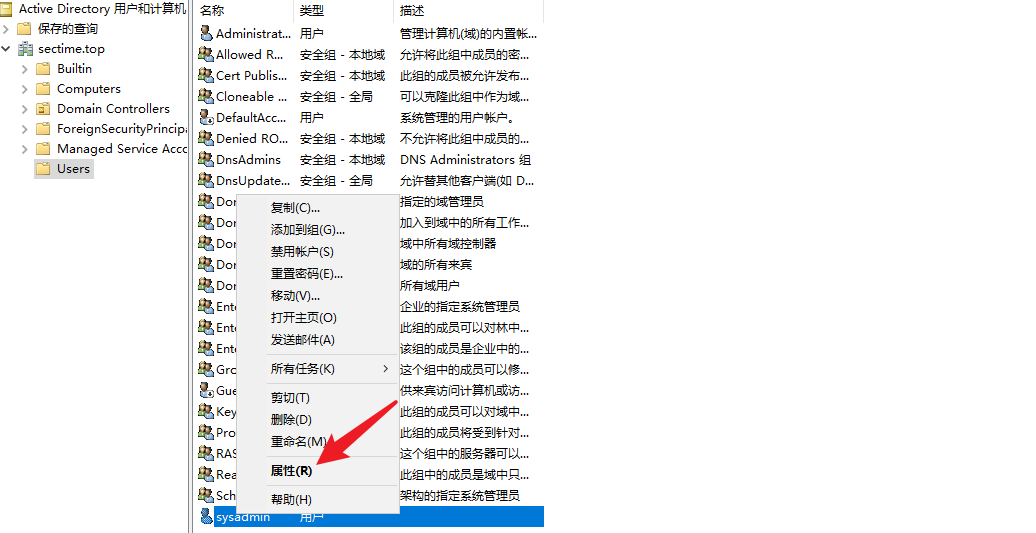 Active Directory 用户和计算机
保存的查询
sectime.top
Builtin
Computers
Domain Controllers
ForeignSecurityPrincipa
Managed Service Acco
Users
名称 类型 描述
Administrat... 用户 管理计算机(域)的内置帐...
Allowed R... 安全组 - 本地域 允许将此组中成员的密...
Cert Publis... 安全组 - 本地域 此组的成员被允许发布...
Cloneable ... 安全组 - 全局 可以克隆此组中作为域...
DefaultAcc... 用户 系统管理的用户帐户。
Denied RO... 安全组 - 本地域 不允许将此组中成员的...
DnsAdmins 安全组 - 本地域 DNS Administrators 组
DnsUpdate... 安全组 - 全局 允许替其他客户端(如 D...
Dor 指定的域管理员
Dor 加入到域中的所有工作...
Dor 域中所有域控制器
Dor 域的所有来宾
Dor 所有域用户
Ente 企业的指定系统管理员
Ente 此组的成员可以对林中...
Ente 该组的成员是企业中的...
Gro 这个组中的成员可以修...
Gue 供来宾访问计算机或访...
Key 此组的成员可以对域中...
Pro 此组的成员将受到针对...
RAS 这个组中的服务器可以...
Rea 此组中的成员是域中只...
Sch 架构的指定系统管理员
sysadmin 用户
复制(C)...
添加到组(G)...
禁用帐户(S)
重置密码(E)...
移动(V)...
打开主页(O)
发送邮件(A)
所有任务(K)
剪切(T)
删除(D)
重命名(M)
属性(R)
帮助(H)